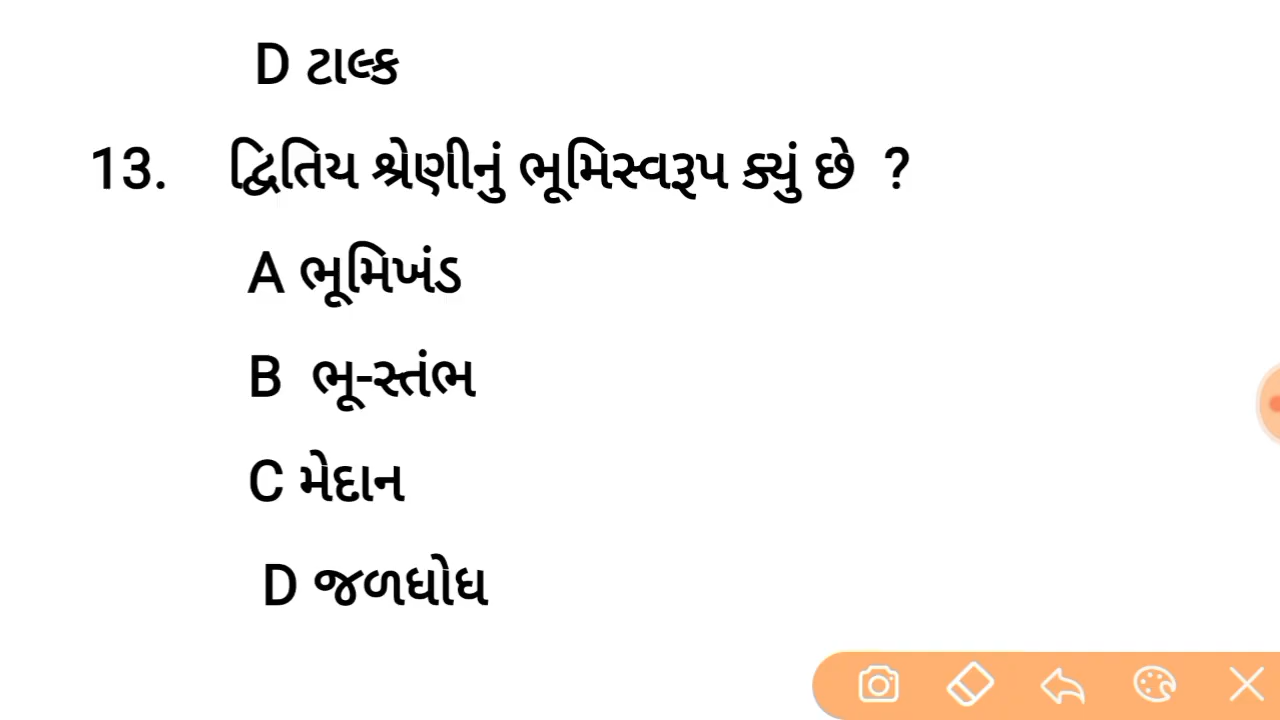 D ટાલ્ક
13. દ્વિતિય શ્રેણીનું ભૂમિસ્વરૂપ ક્યું છે ?
A ભૂમિખંડ
B ભૂ-સ્તંભ
C મેદાન
D જળધોધ